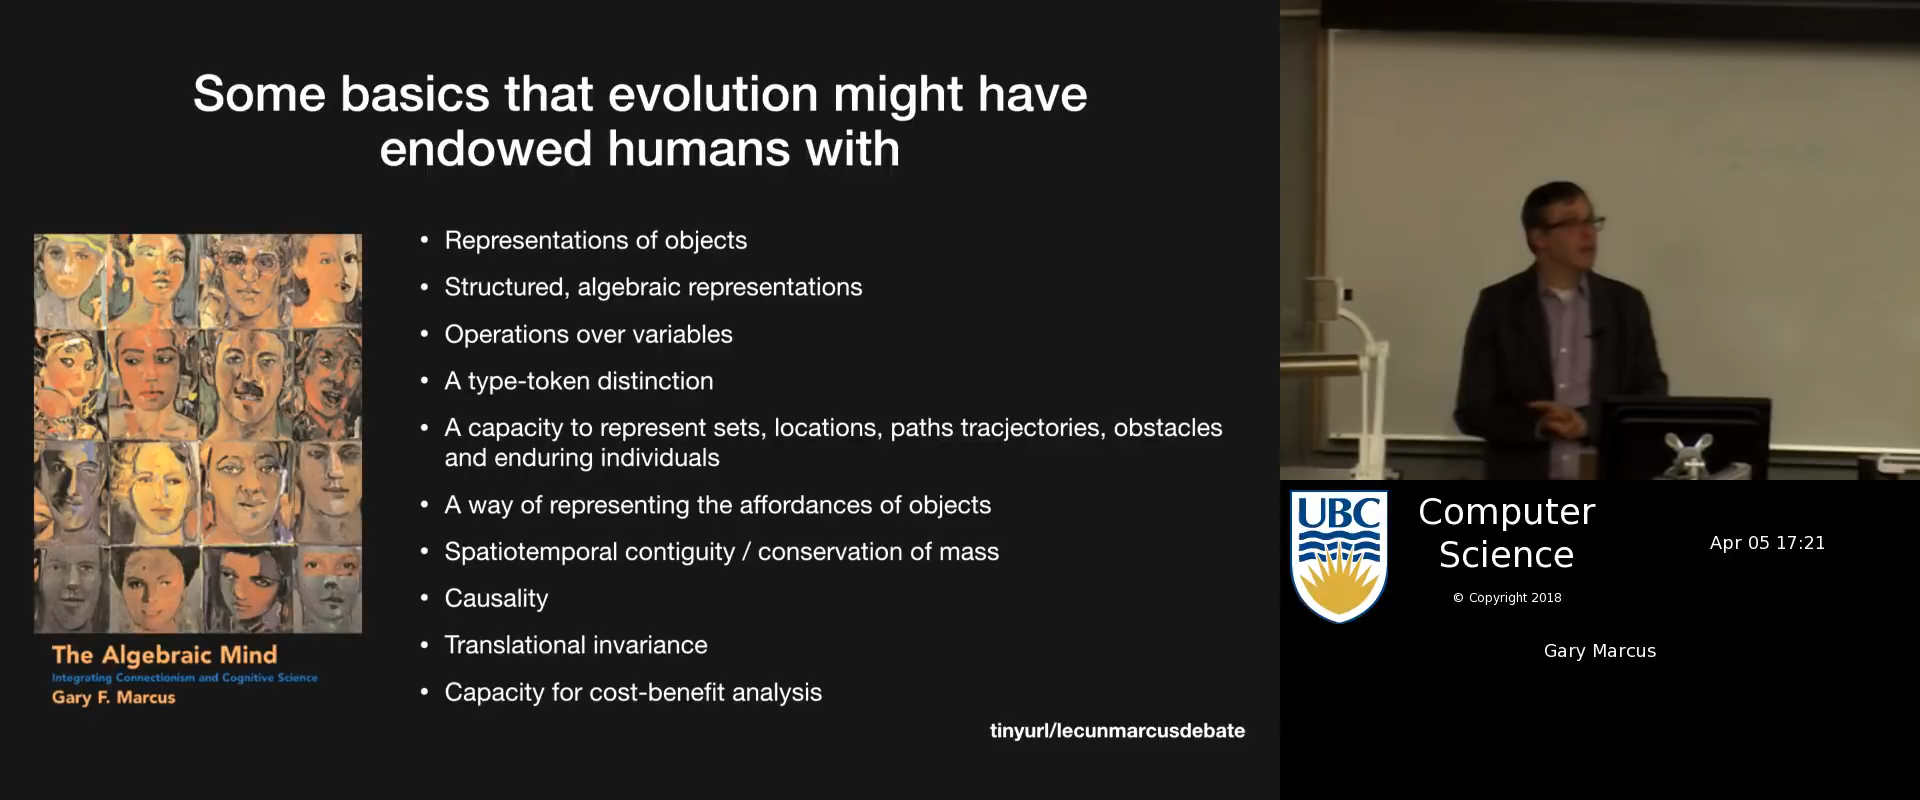 Some basics that evolution might have
endowed humans with
• Representations of objects
• Structured, algebraic representations
• Operations over variables
• A type-token distinction
• A capacity to represent sets, locations, paths tracjectories, obstacles
and enduring individuals
• A way of representing the affordances of objects
• Spatiotemporal contiguity / conservation of mass
• Causality
• Translational invariance
• Capacity for cost-benefit analysis
The Algebraic Mind
Integrating Connectionism and Cognitive Science
Gary F. Marcus
tinyurl/lecunmarcusdebate
UBC
Computer
Science
Apr 05 17:21
© Copyright 2018
Gary Marcus